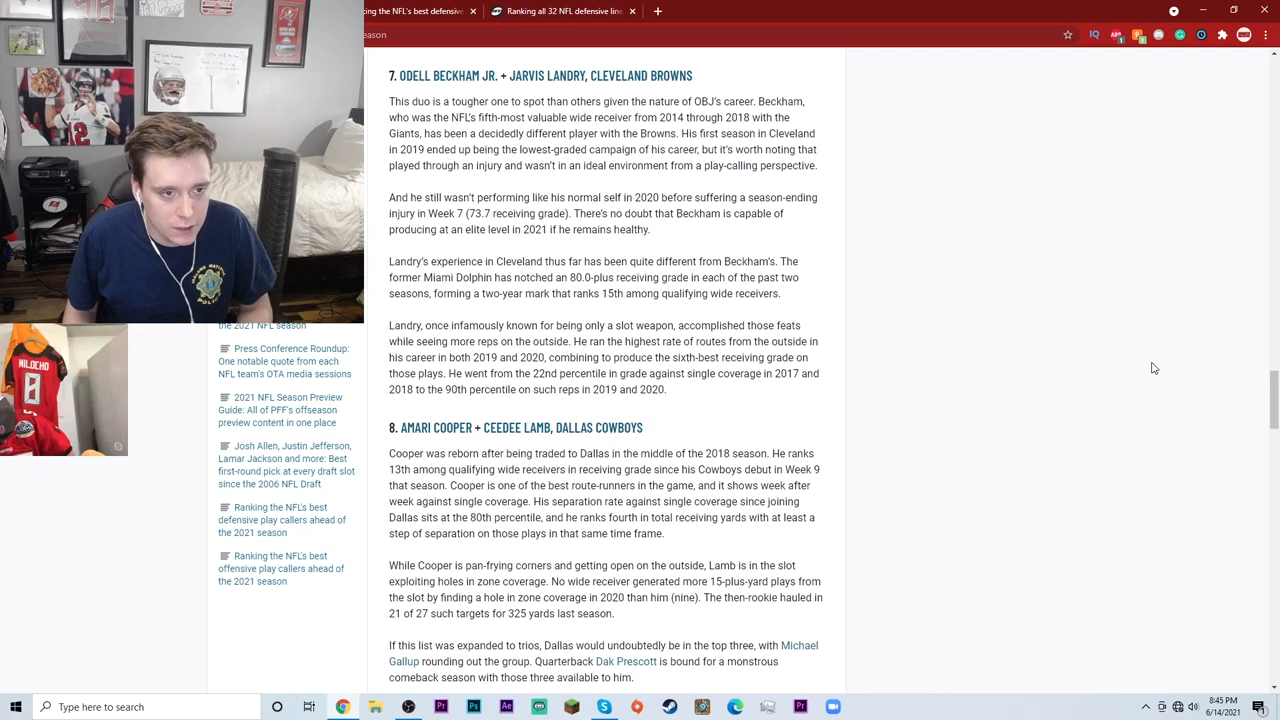 king the NFL's best defensive
Ranking all 32 NFL defensive line
eason
7. ODELL BECKHAM JR. + JARVIS LANDRY, CLEVELAND BROWNS
This duo is a tougher one to spot than others given the nature of OBJ's career. Beckham,
who was the NFL's fifth-most valuable wide receiver from 2014 through 2018 with the
Giants, has been a decidedly different player with the Browns. His first season in Cleveland
in 2019 ended up being the lowest-graded campaign of his career, but it's worth noting that
played through an injury and wasn't in an ideal environment from a play-calling perspective.
And he still wasn't performing like his normal self in 2020 before suffering a season-ending
injury in Week 7 (73.7 receiving grade). There's no doubt that Beckham is capable of
producing at an elite level in 2021 if he remains healthy.
Landry's experience in Cleveland thus far has been quite different from Beckham's. The
former Miami Dolphin has notched an 80.0-plus receiving grade in each of the past two
seasons, forming a two-year mark that ranks 15th among qualifying wide receivers.
Landry, once infamously known for being only a slot weapon, accomplished those feats
while seeing more reps on the outside. He ran the highest rate of routes from the outside in
his career in both 2019 and 2020, combining to produce the sixth-best receiving grade on
those plays. He went from the 22nd percentile in grade against single coverage in 2017 and
2018 to the 90th percentile on such reps in 2019 and 2020.
8. AMARI COOPER + CEEDEE LAMB, DALLAS COWBOYS
Cooper was reborn after being traded to Dallas in the middle of the 2018 season. He ranks
13th among qualifying wide receivers in receiving grade since his Cowboys debut in Week 9
that season. Cooper is one of the best route-runners in the game, and it shows week after
week against single coverage. His separation rate against single coverage since joining
Dallas sits at the 80th percentile, and he ranks fourth in total receiving yards with at least a
step of separation on those plays in that same time frame.
While Cooper is pan-frying corners and getting open on the outside, Lamb is in the slot
exploiting holes in zone coverage. No wide receiver generated more 15-plus-yard plays from
the slot by finding a hole in zone coverage in 2020 than him (nine). The then-rookie hauled in
21 of 27 such targets for 325 yards last season.
If this list was expanded to trios, Dallas would undoubtedly be in the top three, with Michael
Gallup rounding out the group. Quarterback Dak Prescott is bound for a monstrous
comeback season with those three available to him.
the 2021 NFL season
Press Conference Roundup:
One notable quote from each
NFL team's OTA media sessions
2021 NFL Season Preview
Guide: All of PFF's offseason
preview content in one place
Josh Allen, Justin Jefferson,
Lamar Jackson and more: Best
first-round pick at every draft slot
since the 2006 NFL Draft
Ranking the NFL's best
defensive play callers ahead of
the 2021 season
Ranking the NFL's best
offensive play callers ahead of
the 2021 season
12
MILOCHO
8
POLICE
Type here to search
8:45 PM
6/14/2021